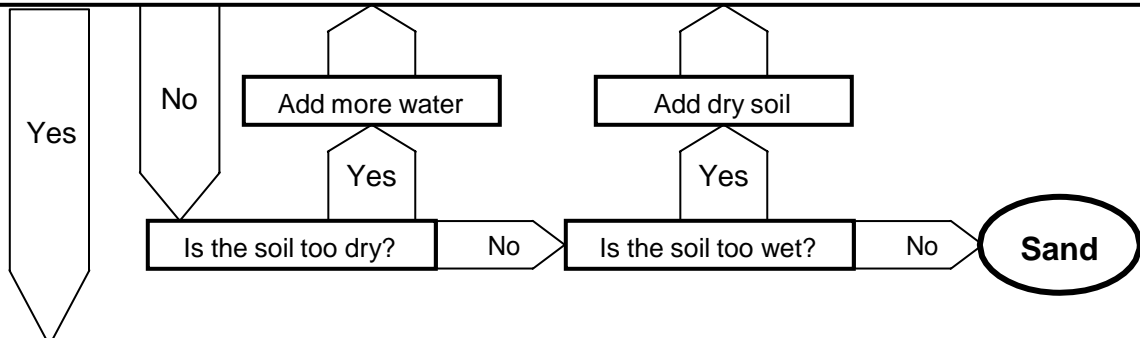 Yes
No
Add more water
Add dry soil
Yes
Yes
Is the soil too dry?
No
Is the soil too wet?
No
Sand